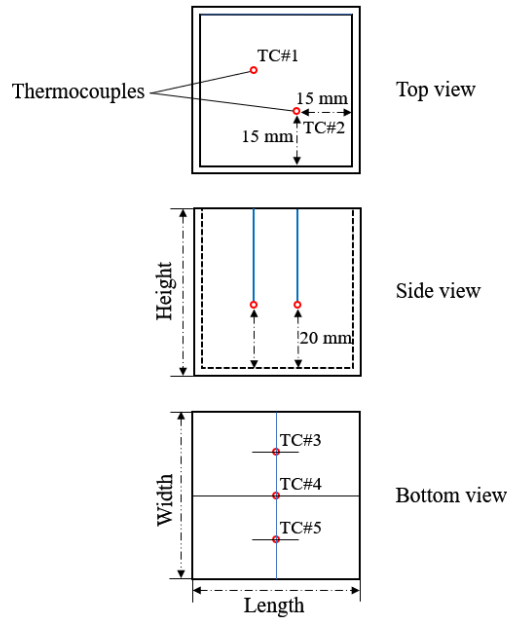 TC#1
Thermocouples
15 mm
Top view
TC#2
15 mm
Height
Side view
20 mm
TC#3
Width
TC#4
Bottom view
TC#5
Length